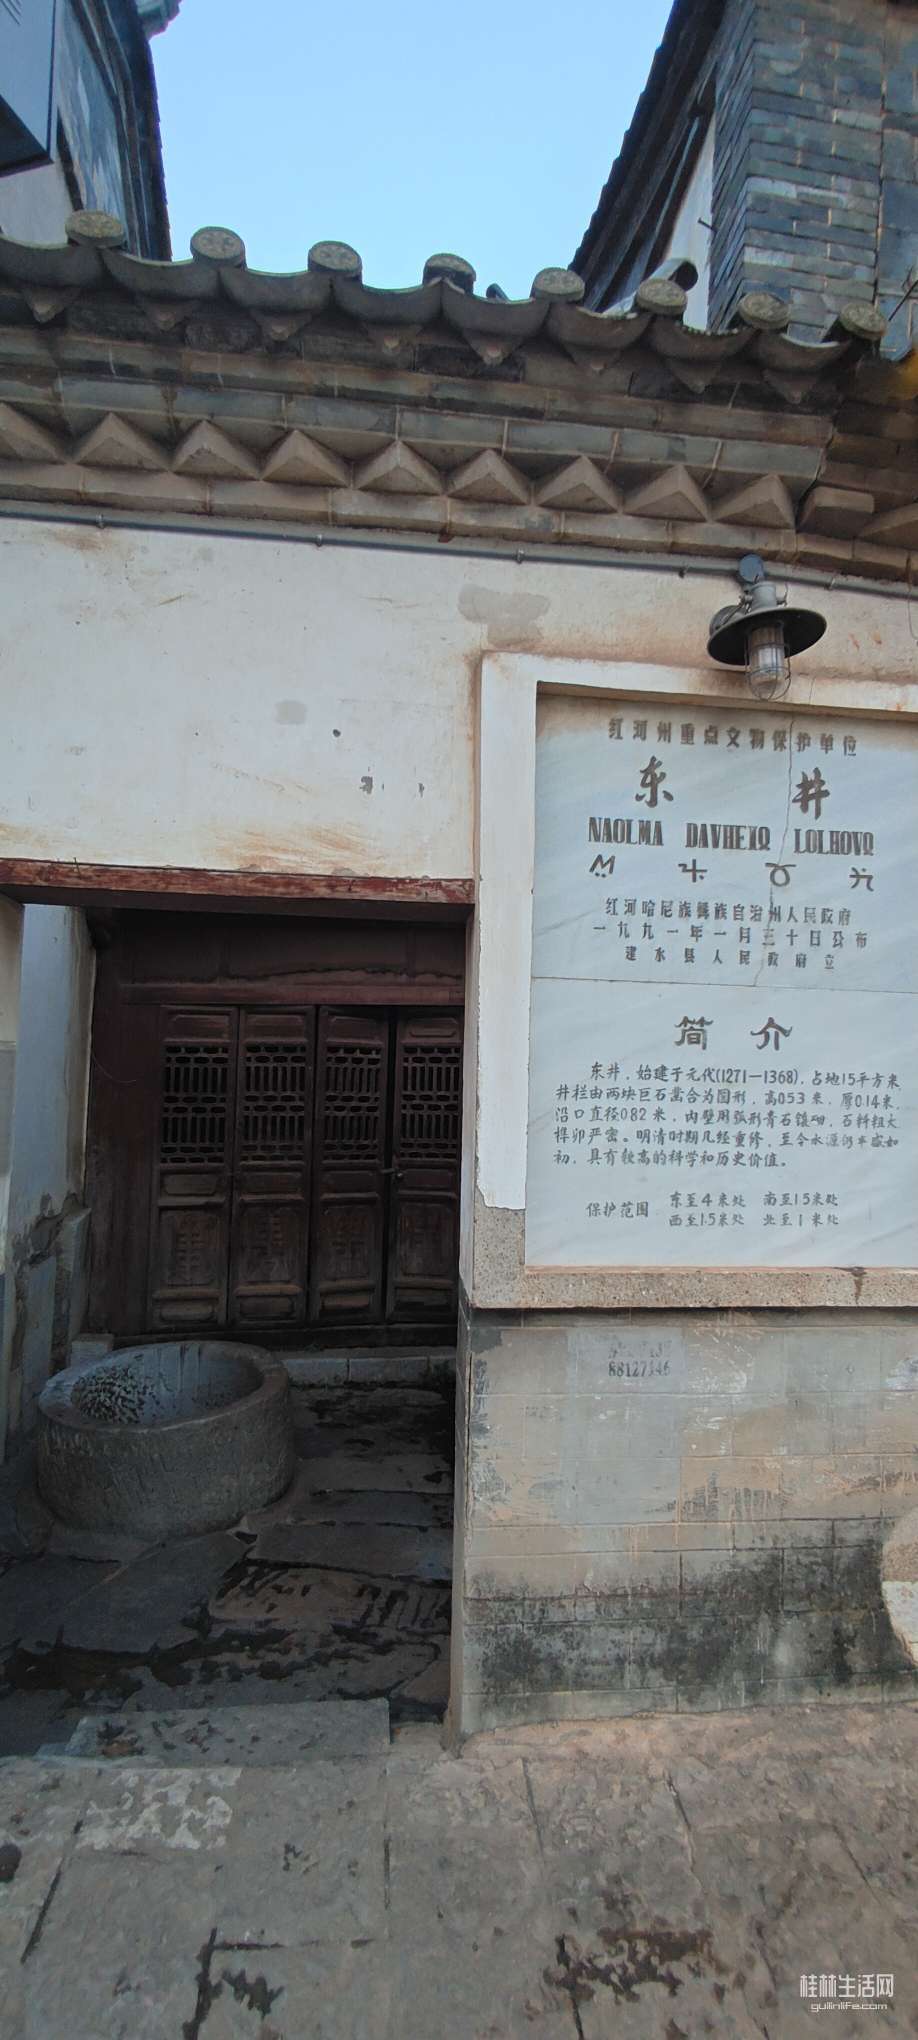 红河州重点文物保护单位
东 井
NAOLMA DAVHEIQ LOLHOVQ
红河哈尼族彝族自治州人民政府
一九九一年一月三十日公布
建水县人民政府立
简 介
东井，始建于元代(1271—1368)，占地15平方米，
井栏由两块巨石凿合为圆形，高053米，厚0.14米，
沿口直径082米，内壁用弧形青石镶砌，石料粗大
榫卯严密。明清时期几经重修，至今水源仍丰盛如
初，具有较高的科学和历史价值。
保护范围 东至4米处 南至15米处
西至1.5米处 北至1米处
88127146
桂林生活网
guilinlife.com